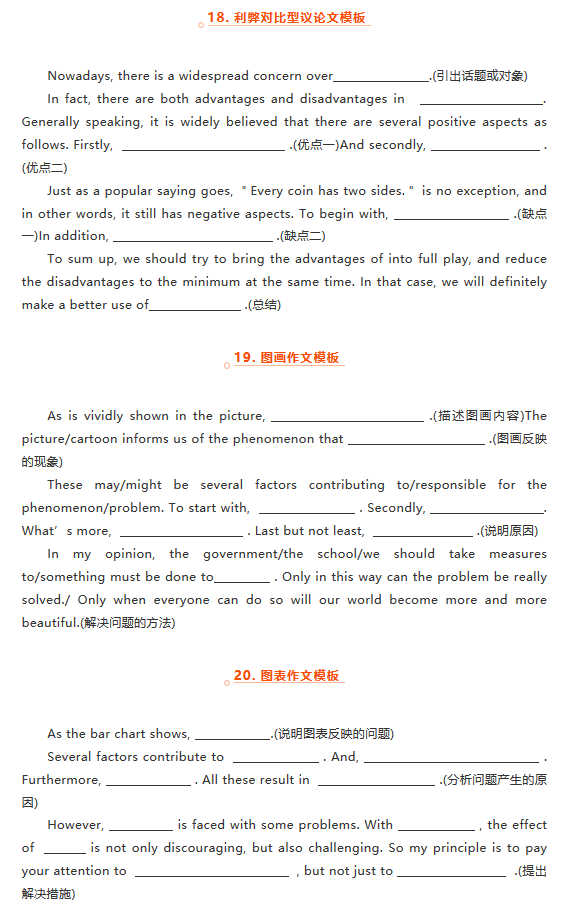 18. 利弊对比型议论文模板
Nowadays, there is a widespread concern over______________.(引出话题或对象)
In fact, there are both advantages and disadvantages in __________________.
Generally speaking, it is widely believed that there are several positive aspects as
follows. Firstly, ________________________ .(优点一)And secondly, ________________ .
(优点二)
Just as a popular saying goes, "Every coin has two sides." is no exception, and
in other words, it still has negative aspects. To begin with, _________________ .(缺点
一)In addition, ________________________ .(缺点二)
To sum up, we should try to bring the advantages of into full play, and reduce
the disadvantages to the minimum at the same time. In that case, we will definitely
make a better use of______________ .(总结)
19. 图画作文模板
As is vividly shown in the picture, _______________________ .(描述图画内容)The
picture/cartoon informs us of the phenomenon that ____________________ .(图画反映
的现象)
These may/might be several factors contributing to/responsible for the
phenomenon/problem. To start with, ______________ . Secondly, _________________.
What's more, __________________ . Last but not least, _______________ .(说明原因)
In my opinion, the government/the school/we should take measures
to/something must be done to________ . Only in this way can the problem be really
solved./ Only when everyone can do so will our world become more and more
beautiful.(解决问题的方法)
20. 图表作文模板
As the bar chart shows, ___________.(说明图表反映的问题)
Several factors contribute to _____________ . And, __________________________ .
Furthermore, _____________ . All these result in _________________ .(分析问题产生的原
因)
However, __________ is faced with some problems. With ____________ , the effect
of ______ is not only discouraging, but also challenging. So my principle is to pay
your attention to _______________________ , but not just to ________________ .(提出
解决措施)